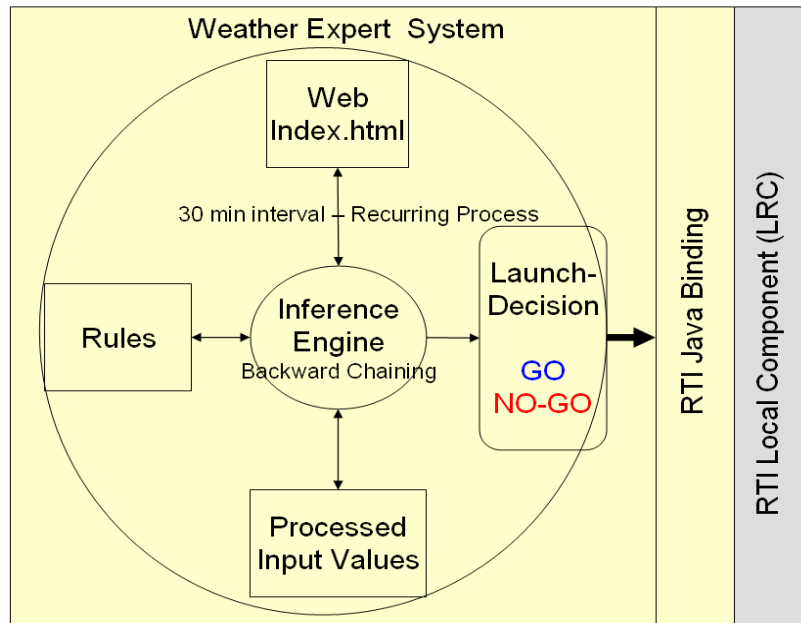 Weather Expert System
Web
Index.html
30 min interval – Recurring Process
Rules
Inference
Engine
Backward Chaining
Launch-
Decision
GO
NO-GO
Processed
Input Values
RTI Java Binding
RTI Local Component (LRC)